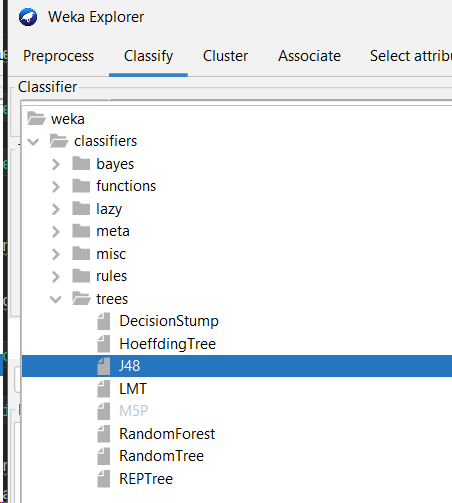 Weka Explorer
Preprocess Classify Cluster Associate Select attribu
Classifier
weka
classifiers
bayes
functions
lazy
meta
misc
rules
trees
DecisionStump
HoeffdingTree
J48
LMT
M5P
RandomForest
RandomTree
REPTree